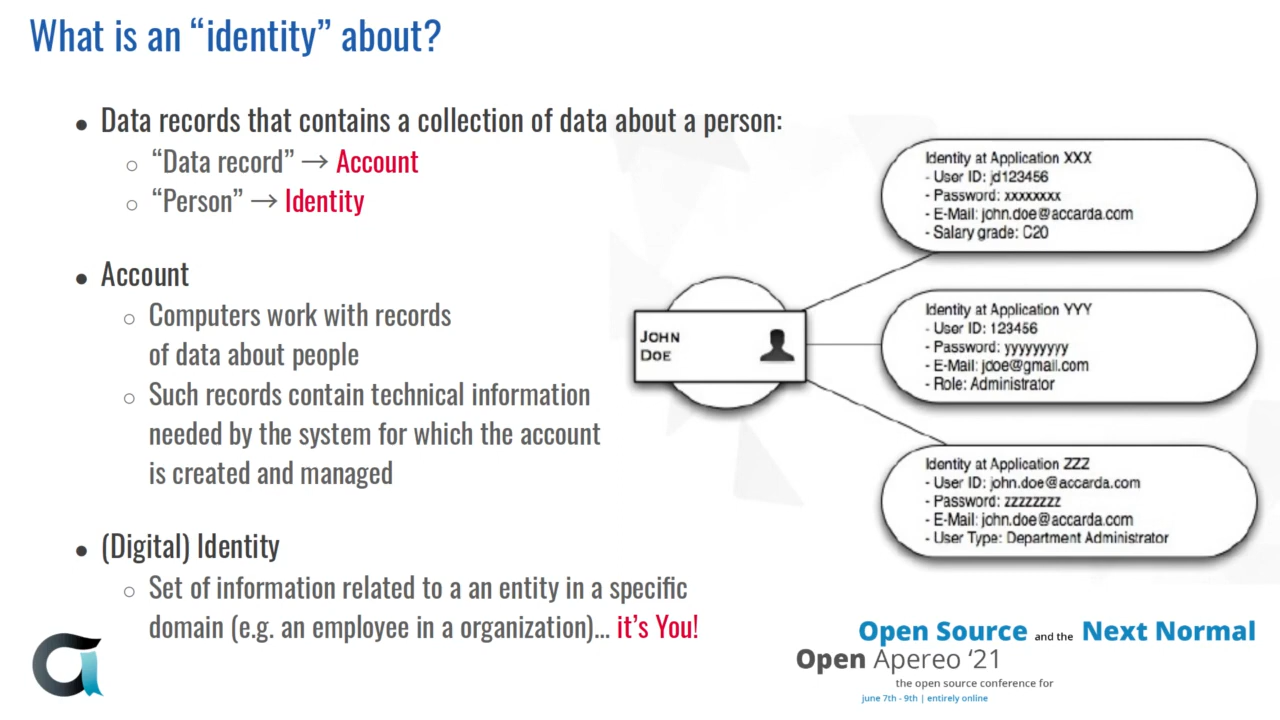 What is an “identity” about?
● Data records that contains a collection of data about a person:
○ “Data record” → Account
○ “Person” → Identity
● Account
○ Computers work with records
of data about people
○ Such records contain technical information
needed by the system for which the account
is created and managed
● (Digital) Identity
○ Set of information related to a an entity in a specific
domain (e.g. an employee in a organization)... it’s You!
JOHN
DOE
Identity at Application XXX
- User ID: jd123456
- Password: xxxxxxxx
- E-Mail: john.doe@accarda.com
- Salary grade: C20
Identity at Application YYY
- User ID: 123456
- Password: yyyyyyyyy
- E-Mail: jdoe@gmail.com
- Role: Administrator
Identity at Application ZZZ
- User ID: john.doe@accarda.com
- Password: zzzzzzzz
- E-Mail: john.doe@accarda.com
- User Type: Department Administrator
Open Source and the Next Normal
Open Apereo ‘21
the open source conference for
june 7th - 9th | entirely online